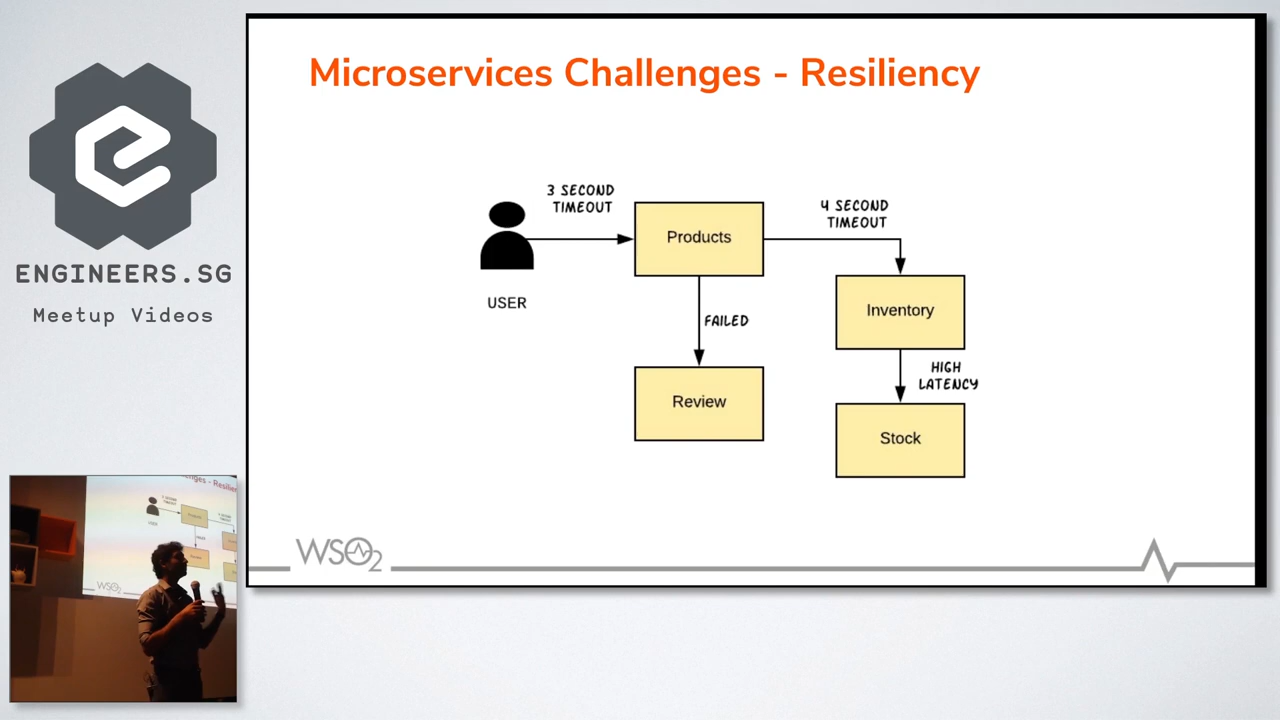 Microservices Challenges - Resiliency
ENGINEERS.SG
Meetup Videos
3 SECOND
TIMEOUT
USER
Products
4 SECOND
TIMEOUT
FAILED
Inventory
HIGH
LATENCY
Review
Stock
WSO2
WSO2